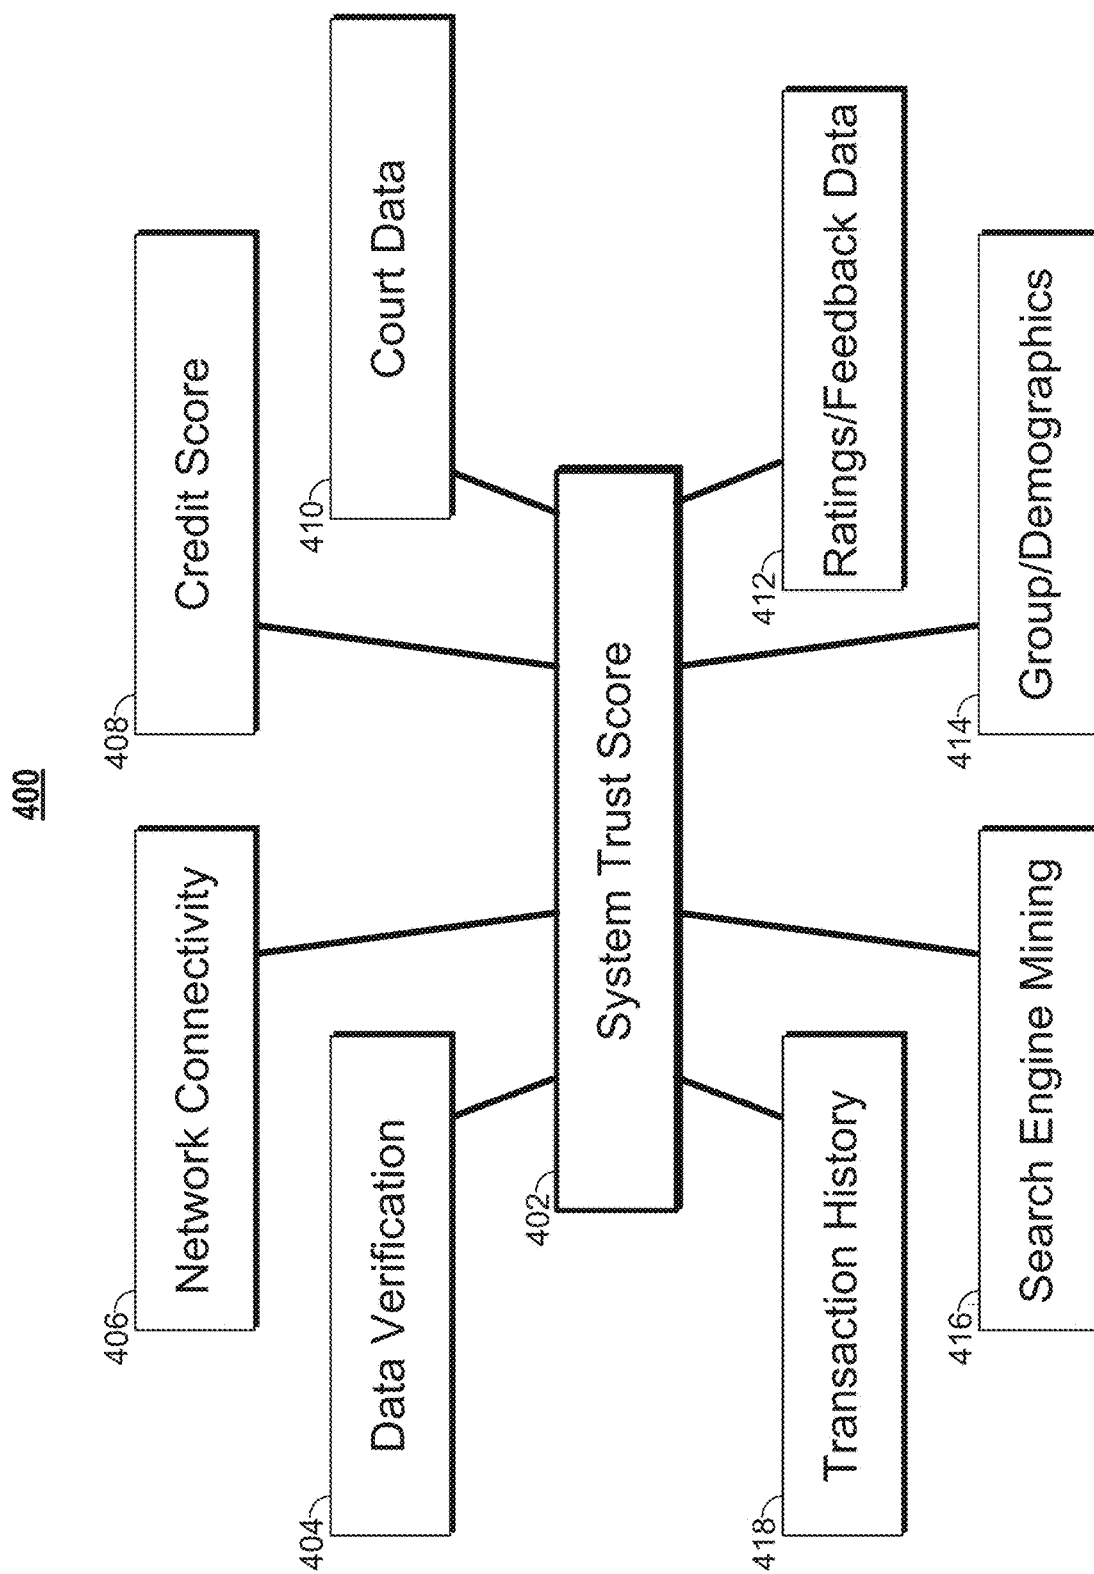 400
406
Network Connectivity
408
Credit Score
404
Data Verification
410
Court Data
402
System Trust Score
418
Transaction History
412
Ratings/Feedback Data
416
Search Engine Mining
414
Group/Demographics